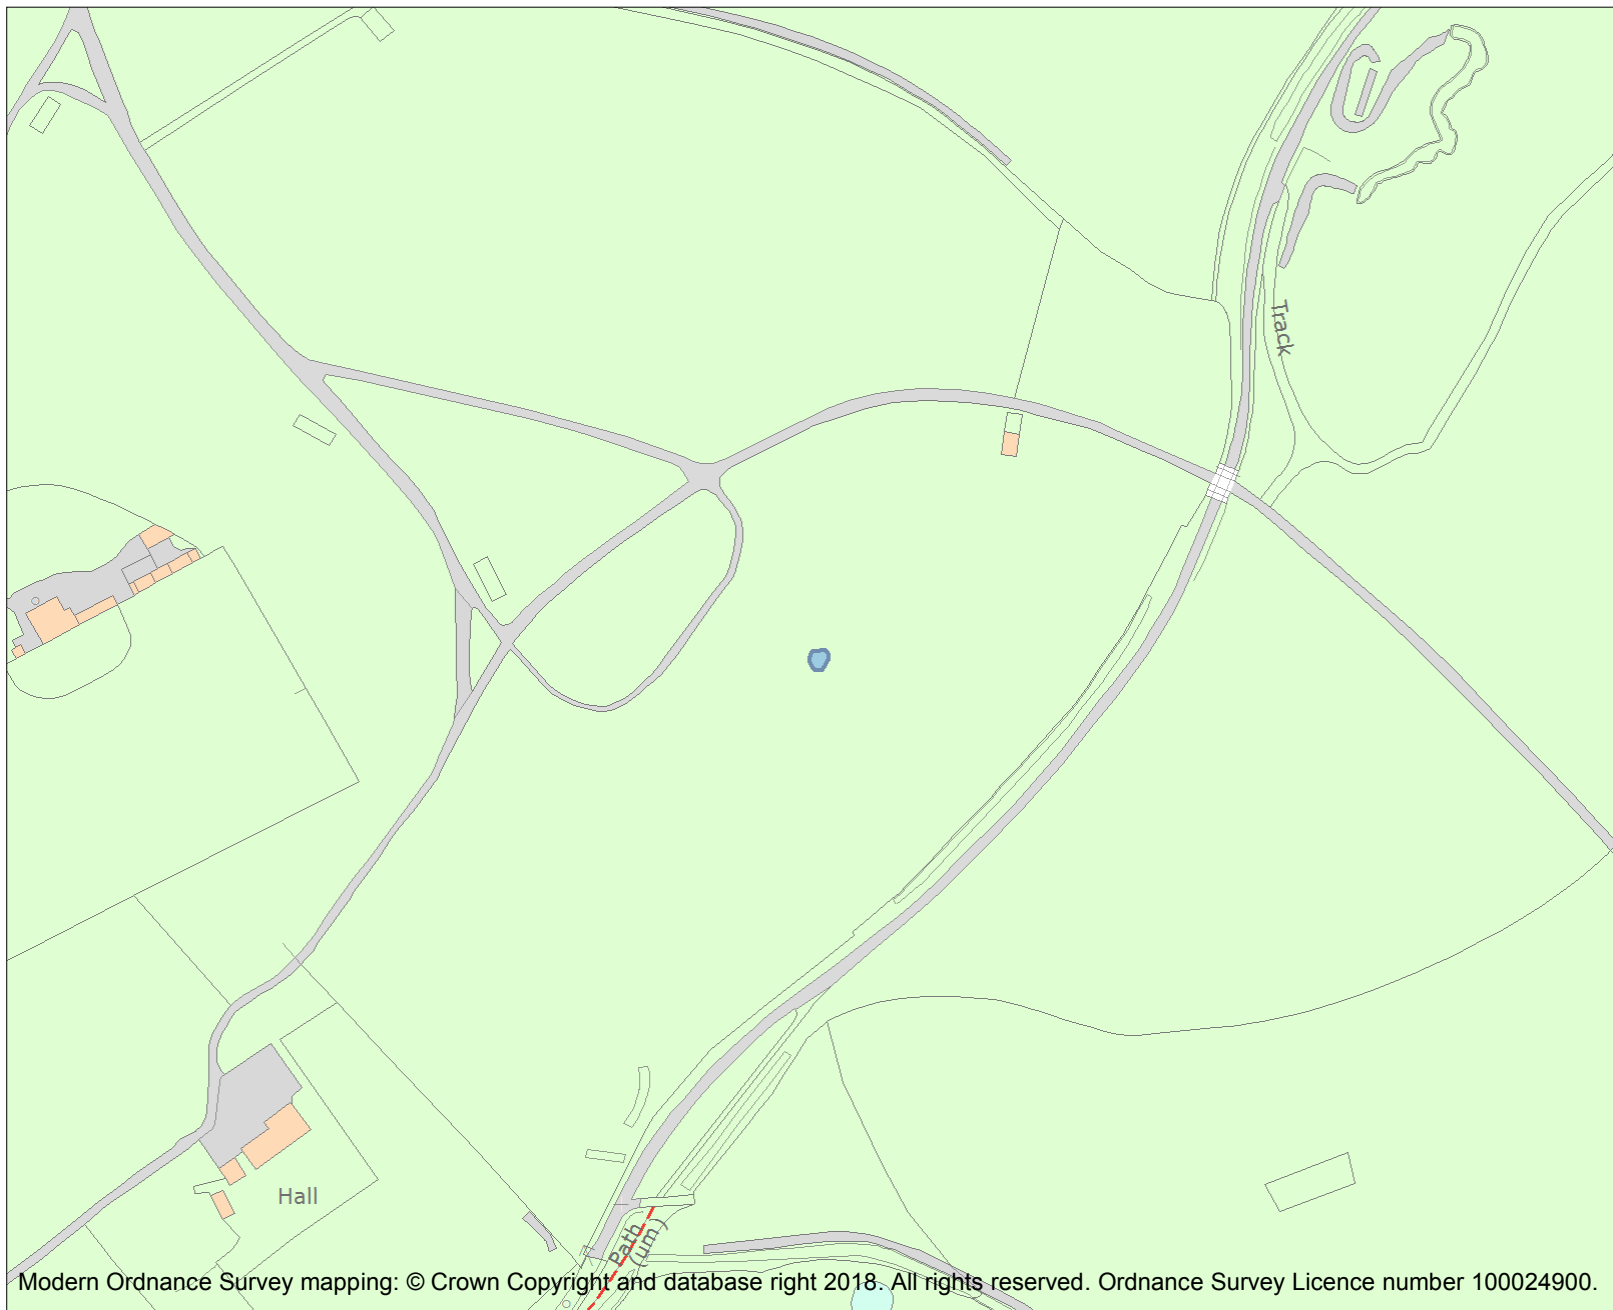 Track
Hall
Path
(um)
Modern Ordnance Survey mapping: © Crown Copyright and database right 2018. All rights reserved. Ordnance Survey Licence number 100024900.